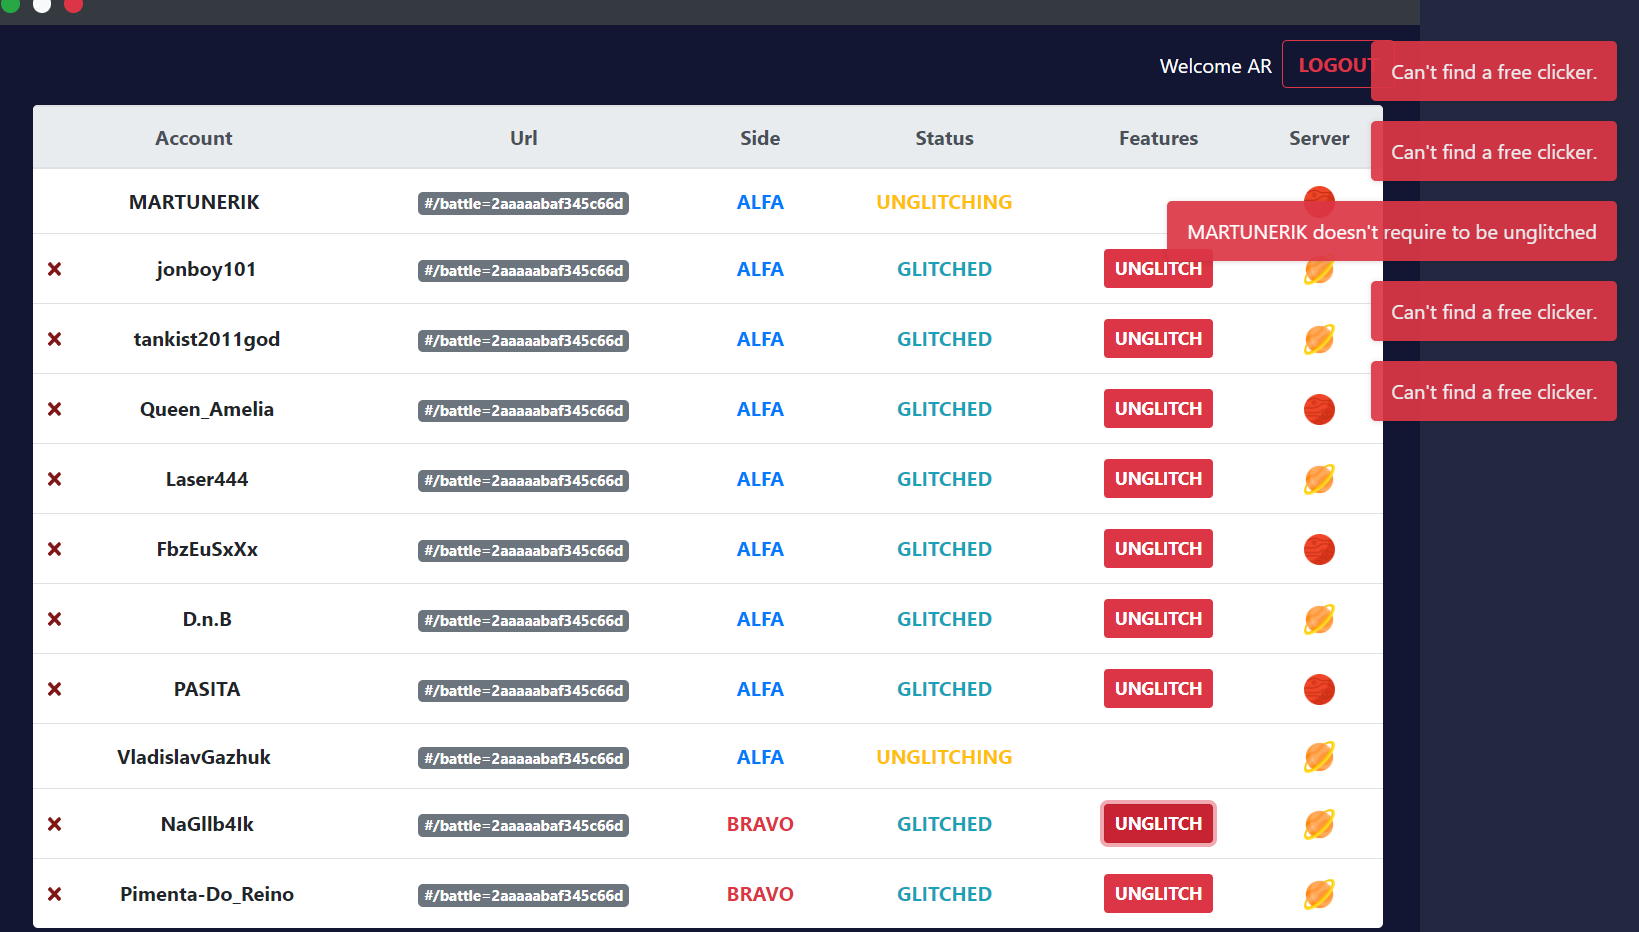 Welcome AR LOGOUT
Can't find a free clicker.
Account Url Side Status Features Server
Can't find a free clicker.
MARTUNERIK #/battle=2aaaaabaf345c66d ALFA UNGLITCHING
MARTUNERIK doesn't require to be unglitched
jonboy101 #/battle=2aaaaabaf345c66d ALFA GLITCHED UNGLITCH
Can't find a free clicker.
tankist2011god #/battle=2aaaaabaf345c66d ALFA GLITCHED UNGLITCH
Can't find a free clicker.
Queen_Amelia #/battle=2aaaaabaf345c66d ALFA GLITCHED UNGLITCH
Laser444 #/battle=2aaaaabaf345c66d ALFA GLITCHED UNGLITCH
FbzEuSxXx #/battle=2aaaaabaf345c66d ALFA GLITCHED UNGLITCH
D.n.B #/battle=2aaaaabaf345c66d ALFA GLITCHED UNGLITCH
PASITA #/battle=2aaaaabaf345c66d ALFA GLITCHED UNGLITCH
VladislavGazhuk #/battle=2aaaaabaf345c66d ALFA UNGLITCHING
NaGllb4Ik #/battle=2aaaaabaf345c66d BRAVO GLITCHED UNGLITCH
Pimenta-Do_Reino #/battle=2aaaaabaf345c66d BRAVO GLITCHED UNGLITCH